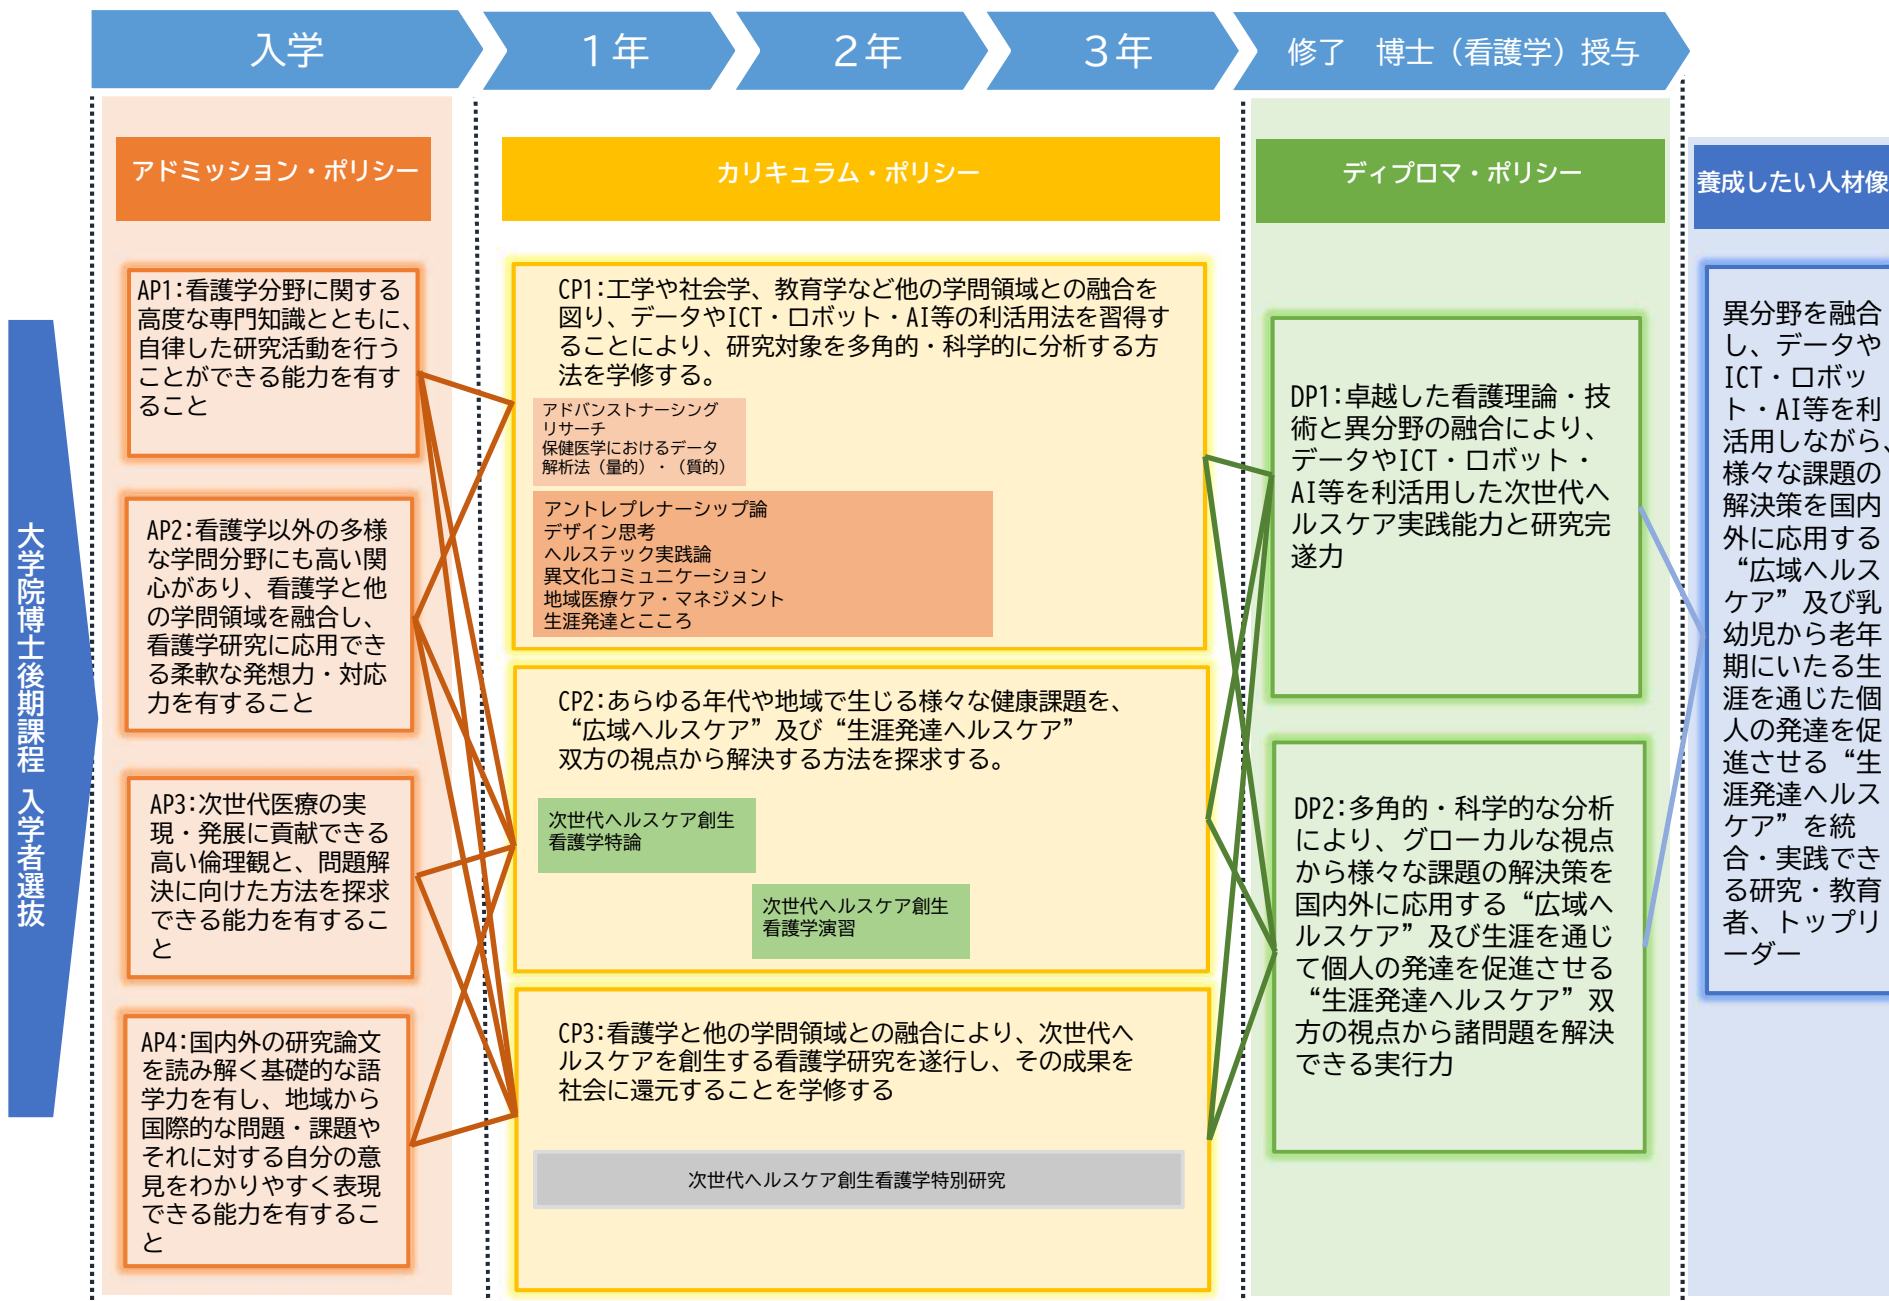 入学
1年
2年
3年
修了　博士（看護学）授与
大学院博士後期課程 入学者選抜
アドミッション・ポリシー
AP1:看護学分野に関する
高度な専門知識とともに、
自律した研究活動を行う
ことができる能力を有す
ること
AP2:看護学以外の多様
な学問分野にも高い関
心があり、看護学と他
の学問領域を融合し、
看護学研究に応用でき
る柔軟な発想力・対応
力を有すること
AP3:次世代医療の実
現・発展に貢献できる
高い倫理観と、問題解
決に向けた方法を探求
できる能力を有するこ
と
AP4:国内外の研究論文
を読み解く基礎的な語
学力を有し、地域から
国際的な問題・課題や
それに対する自分の意
見をわかりやすく表現
できる能力を有するこ
と
カリキュラム・ポリシー
CP1:工学や社会学、教育学など他の学問領域との融合を
図り、データやICT・ロボット・AI等の利活用法を習得す
ることにより、研究対象を多角的・科学的に分析する方
法を学修する。
アドバンストナーシング
リサーチ
保健医学におけるデータ
解析法（量的）・（質的）
アントレプレナーシップ論
デザイン思考
ヘルステック実践論
異文化コミュニケーション
地域医療ケア・マネジメント
生涯発達とこころ
CP2:あらゆる年代や地域で生じる様々な健康課題を、
“広域ヘルスケア”及び“生涯発達ヘルスケア”
双方の視点から解決する方法を探求する。
次世代ヘルスケア創生
看護学特論
次世代ヘルスケア創生
看護学演習
CP3:看護学と他の学問領域との融合により、次世代ヘ
ルスケアを創生する看護学研究を遂行し、その成果を
社会に還元することを学修する
次世代ヘルスケア創生看護学特別研究
ディプロマ・ポリシー
DP1:卓越した看護理論・技
術と異分野の融合により、
データやICT・ロボット・
AI等を利活用した次世代ヘ
ルスケア実践能力と研究完
遂力
DP2:多角的・科学的な分析
により、グローカルな視点
から様々な課題の解決策を
国内外に応用する“広域ヘ
ルスケア”及び生涯を通じ
て個人の発達を促進させる
“生涯発達ヘルスケア”双
方の視点から諸問題を解決
できる実行力
養成したい人材像
異分野を融合
し、データや
ICT・ロボッ
ト・AI等を利
活用しながら、
様々な課題の
解決策を国内
外に応用する
“広域ヘルス
ケア”及び乳
幼児から老年
期にいたる生
涯を通じた個
人の発達を促
進させる“生
涯発達ヘルス
ケア”を統
合・実践でき
る研究・教育
者、トップリ
ーダー